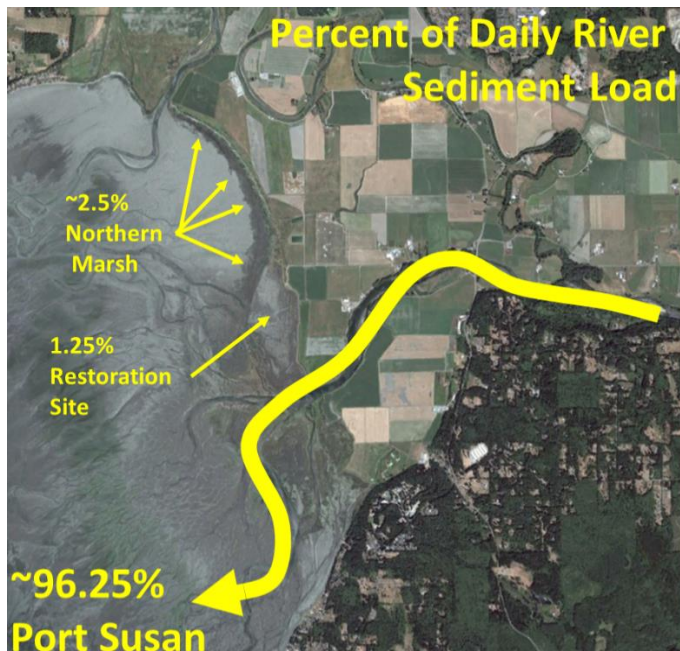 Percent of Daily River
Sediment Load
~2.5%
Northern
Marsh
1.25%
Restoration
Site
~96.25%
Port Susan